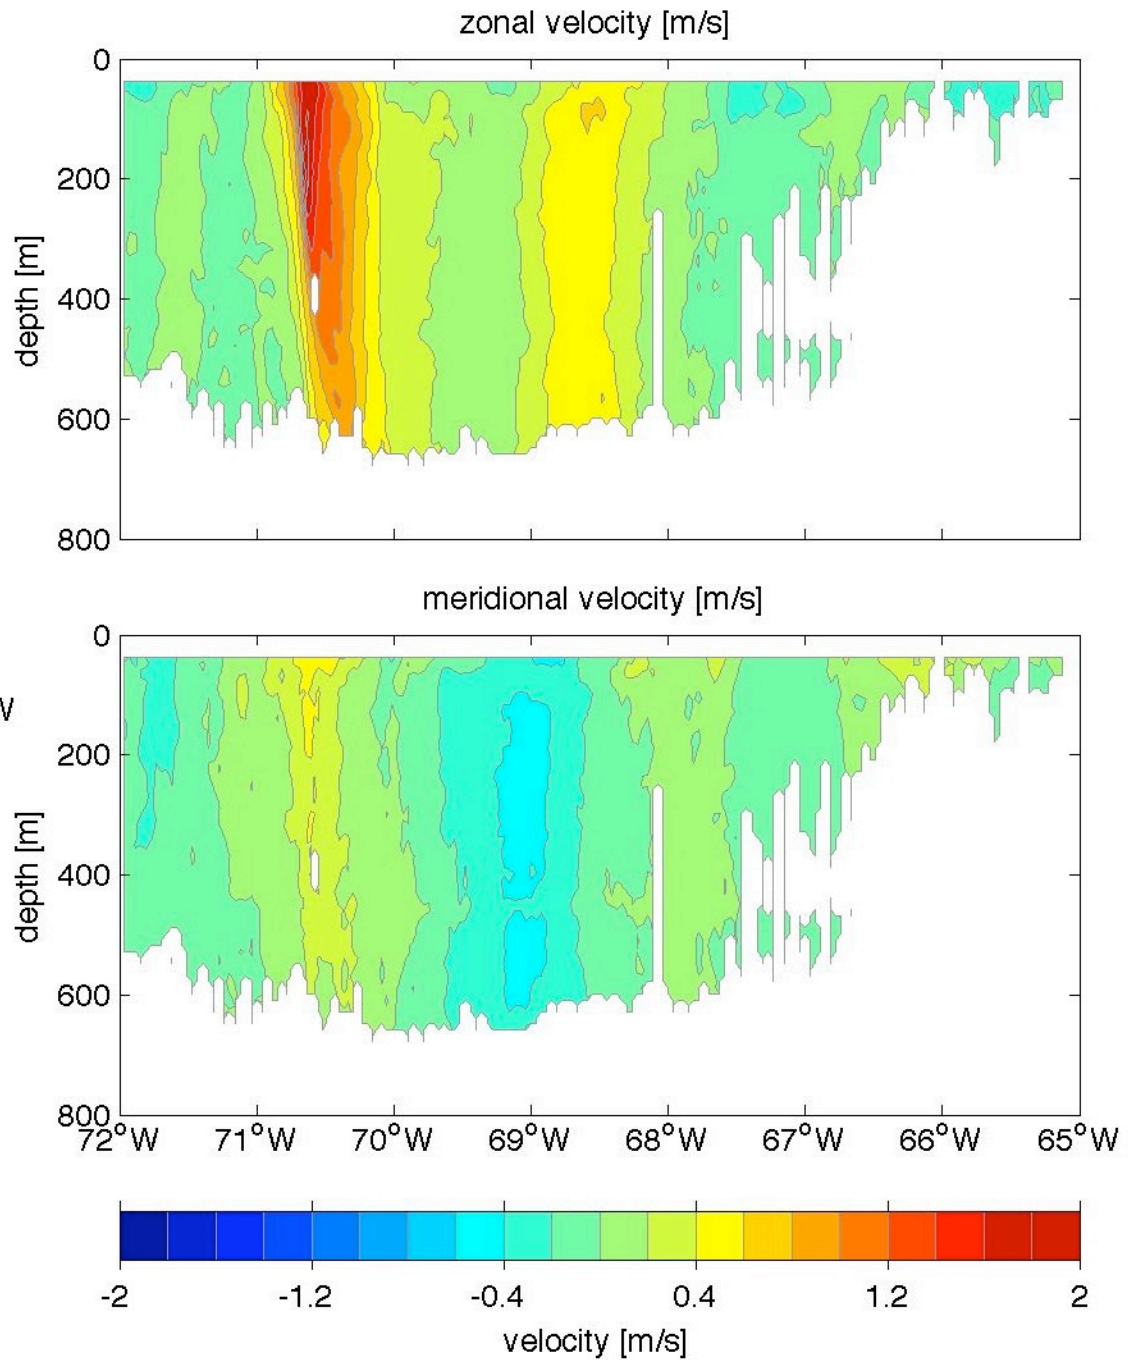 zonal velocity [m/s]
0
200
400
600
800
depth [m]
meridional velocity [m/s]
W
0
200
400
600
800
depth [m]
72°W 71°W 70°W 69°W 68°W 67°W 66°W 65°W
-2 -1.2 -0.4 0.4 1.2 2
velocity [m/s]